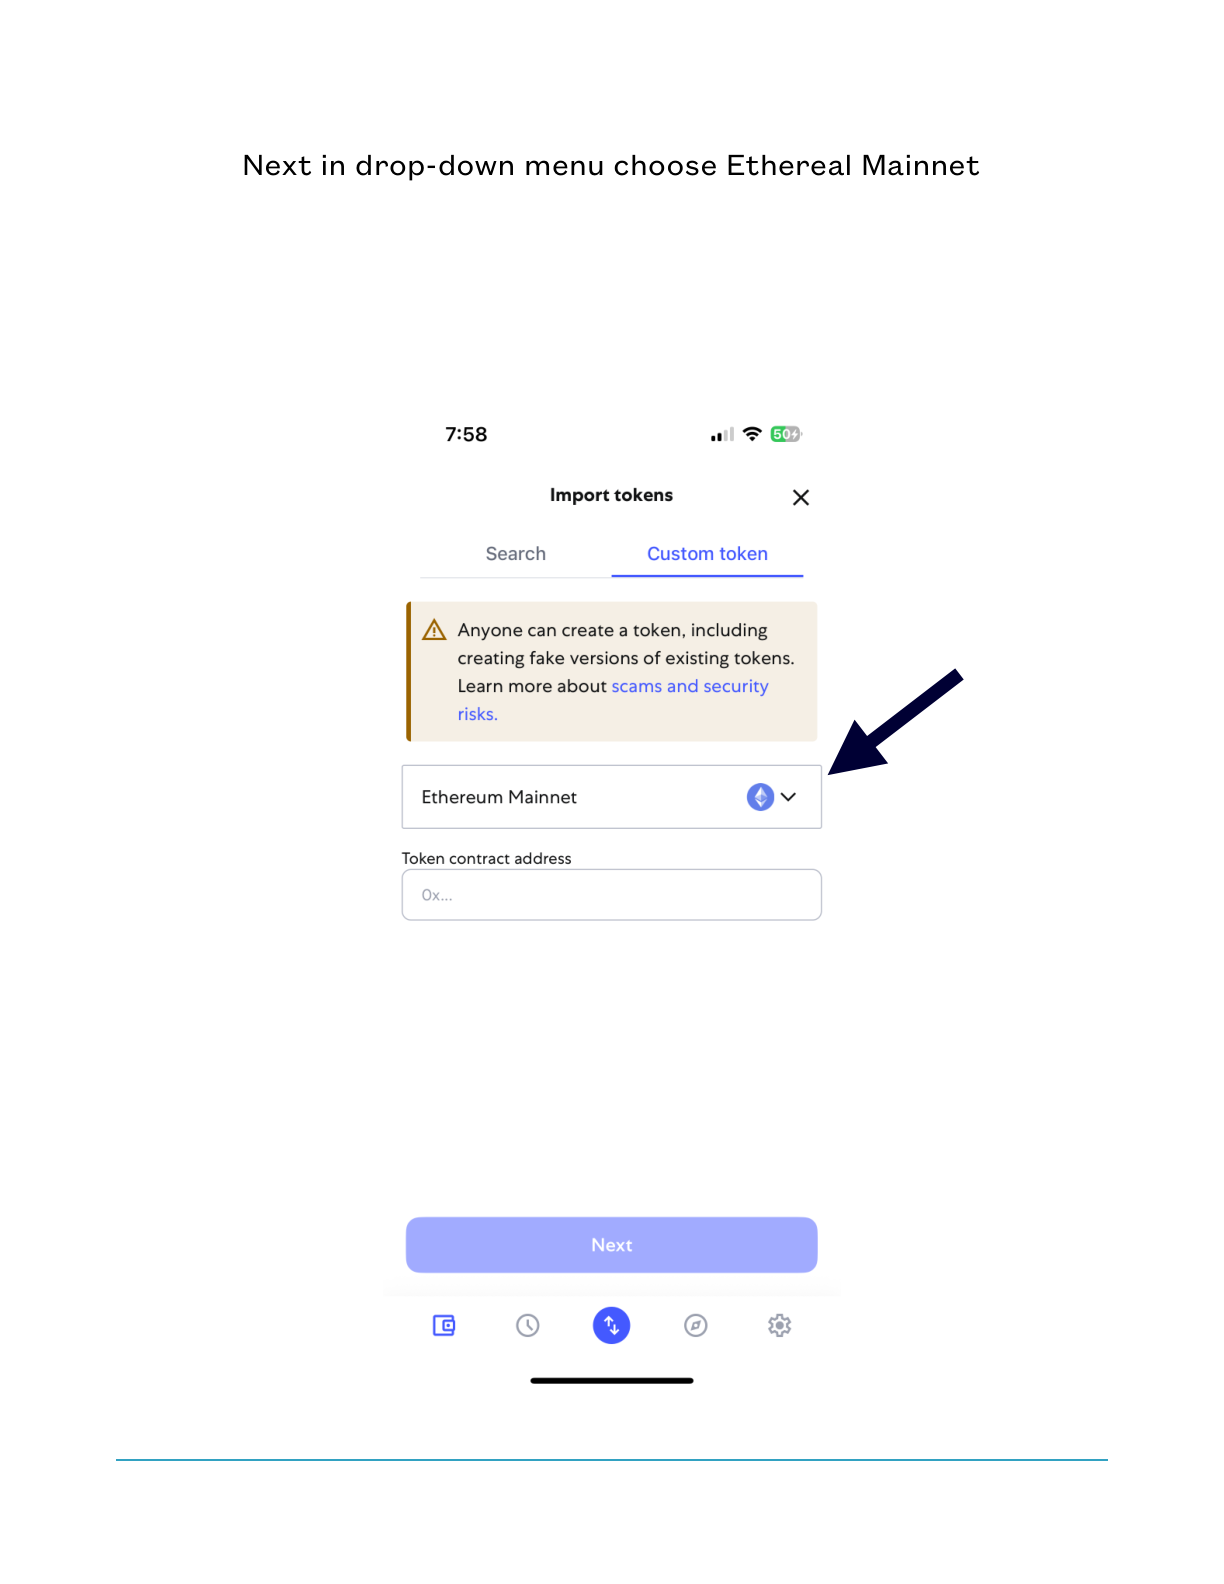 Next in drop-down menu choose Ethereal Mainnet
7:58
50
Import tokens
Search
Custom token
Anyone can create a token, including
creating fake versions of existing tokens.
Learn more about scams and security
risks.
Ethereum Mainnet
Token contract address
0x...
Next